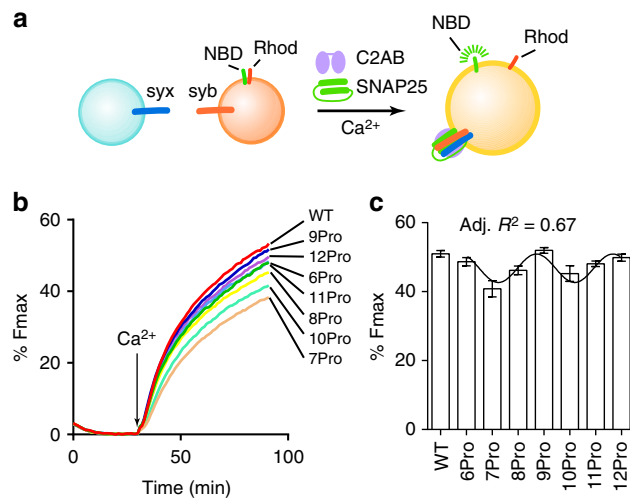 a
NBD
Rhod
syx
syb
C2AB
SNAP25
Ca2+
NBD
Rhod
b
60
40
20
0
% Fmax
Ca2+
0
50
100
Time (min)
WT
9Pro
12Pro
6Pro
11Pro
8Pro
10Pro
7Pro
c
Adj. R2 = 0.67
60
40
20
0
% Fmax
WT
6Pro
7Pro
8Pro
9Pro
10Pro
11Pro
12Pro